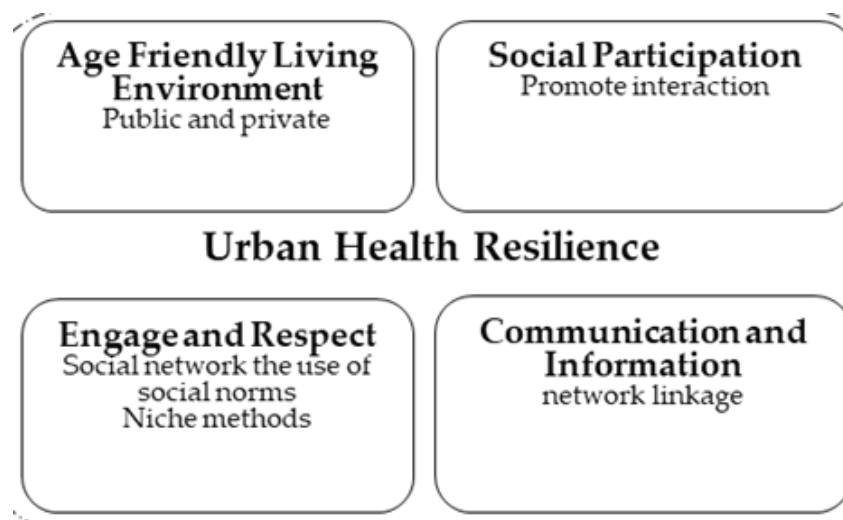 Age Friendly Living
Environment
Public and private
Social Participation
Promote interaction
Urban Health Resilience
Engage and Respect
Social network the use of
social norms
Niche methods
Communication and
Information
network linkage